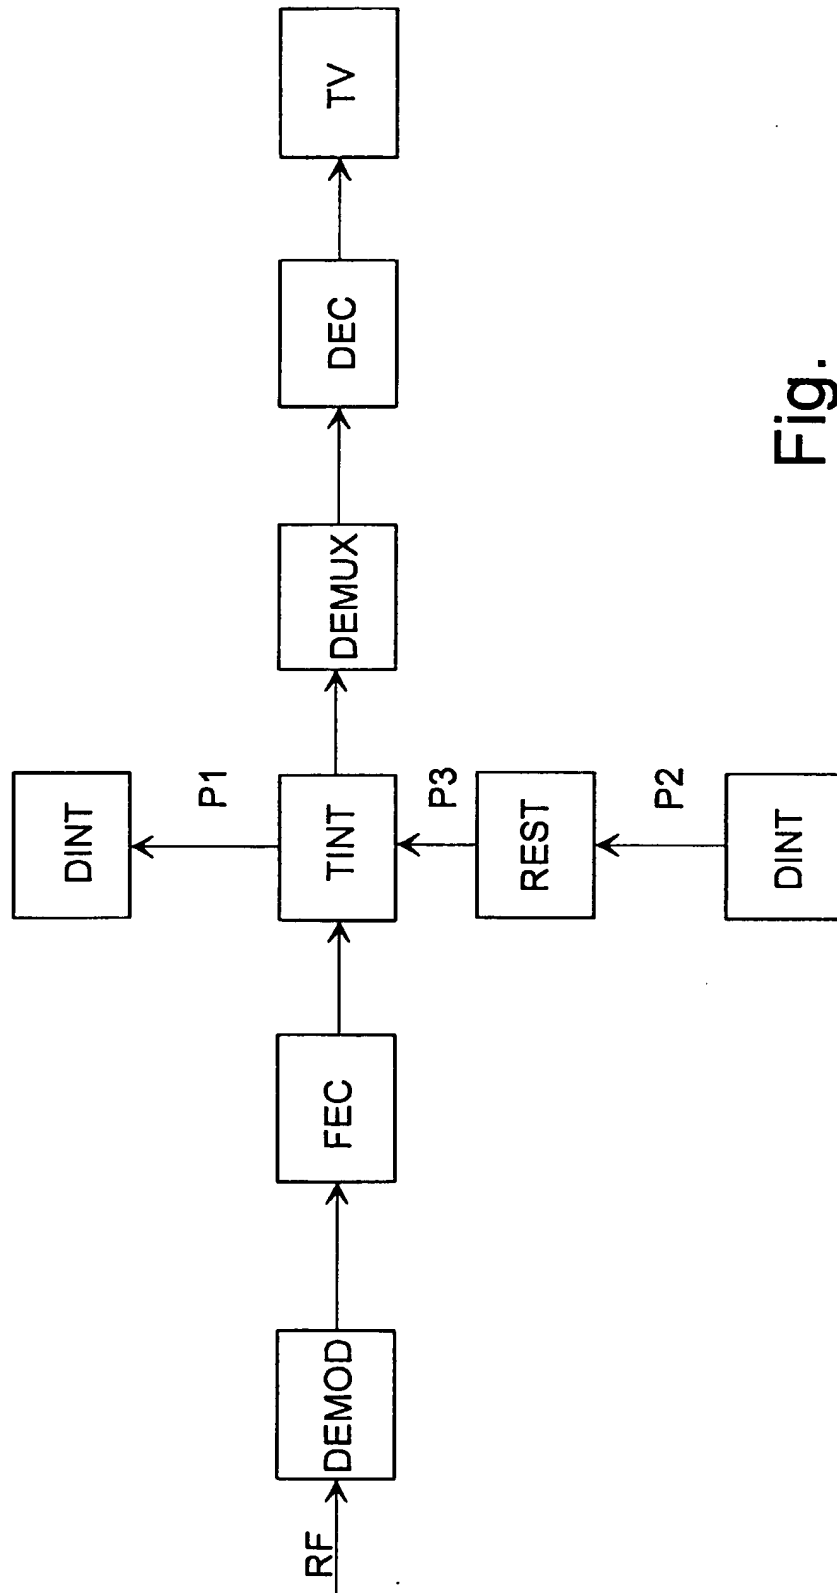 DINT
P1
RF
DEMOD
FEC
TINT
DEMUX
DEC
TV
P3
REST
P2
DINT
Fig.